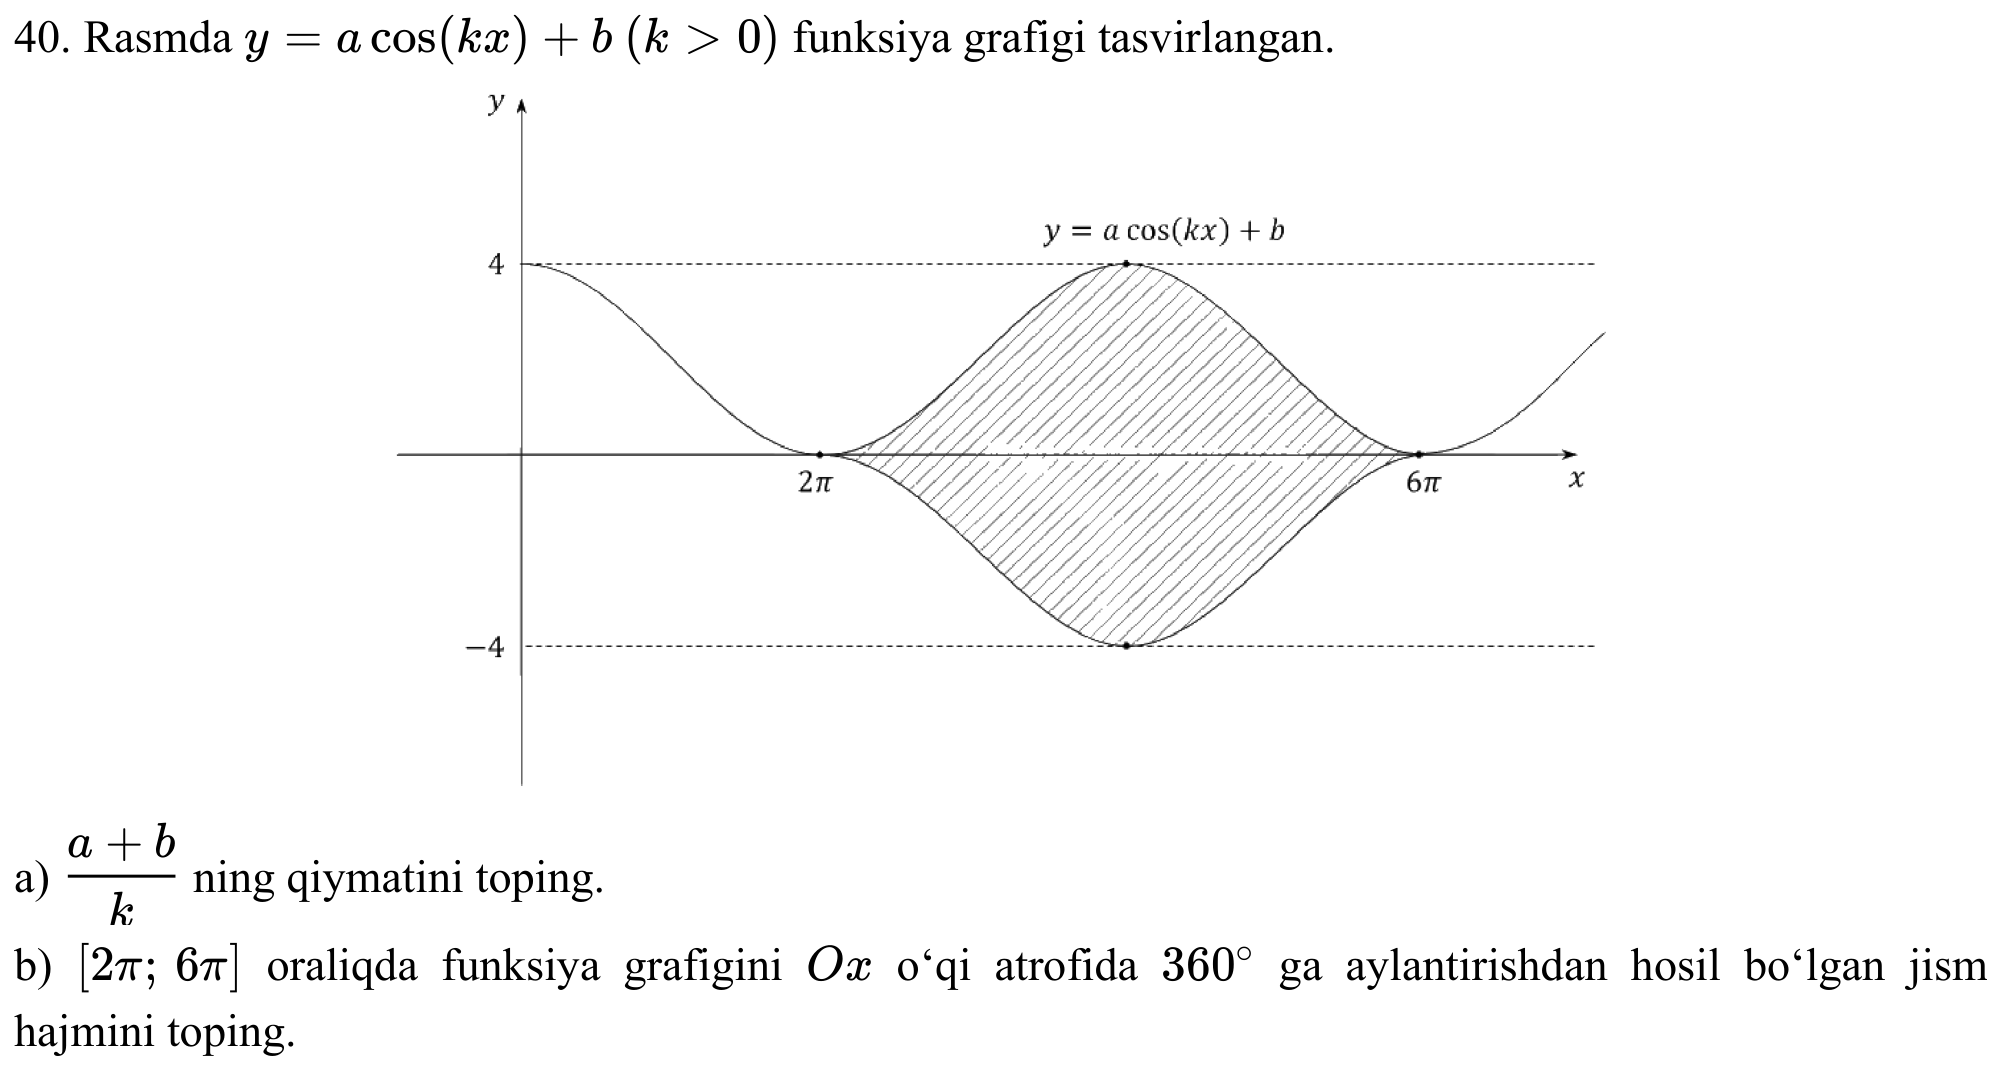 40. Rasmda y = a cos(kx) + b (k > 0) funksiya grafigi tasvirlangan.
y
y = a cos(kx) + b
4
2π
6π
x
−4
a) \frac{a + b}{k} ning qiymatini toping.
b) [2π; 6π] oraliqda funksiya grafigini Ox o‘qi atrofida 360° ga aylantirishdan hosil bo‘lgan jism
hajmini toping.